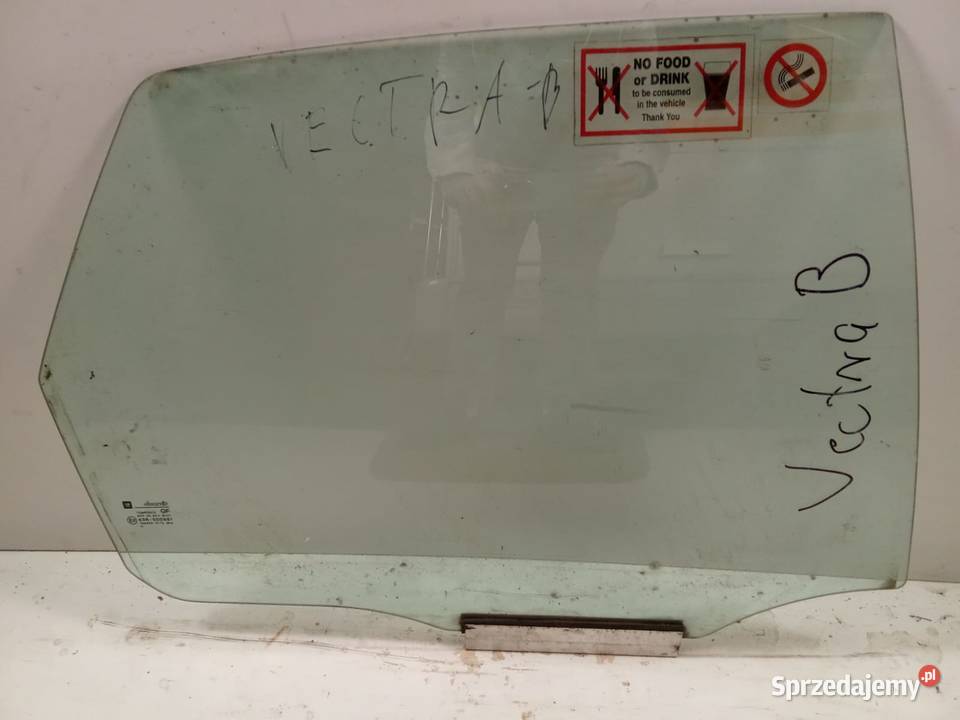 VECTRA-B
NO FOOD
or DRINK
to be consumed
in the vehicle
Thank You
Vectra B
Sprzedajemy.pl